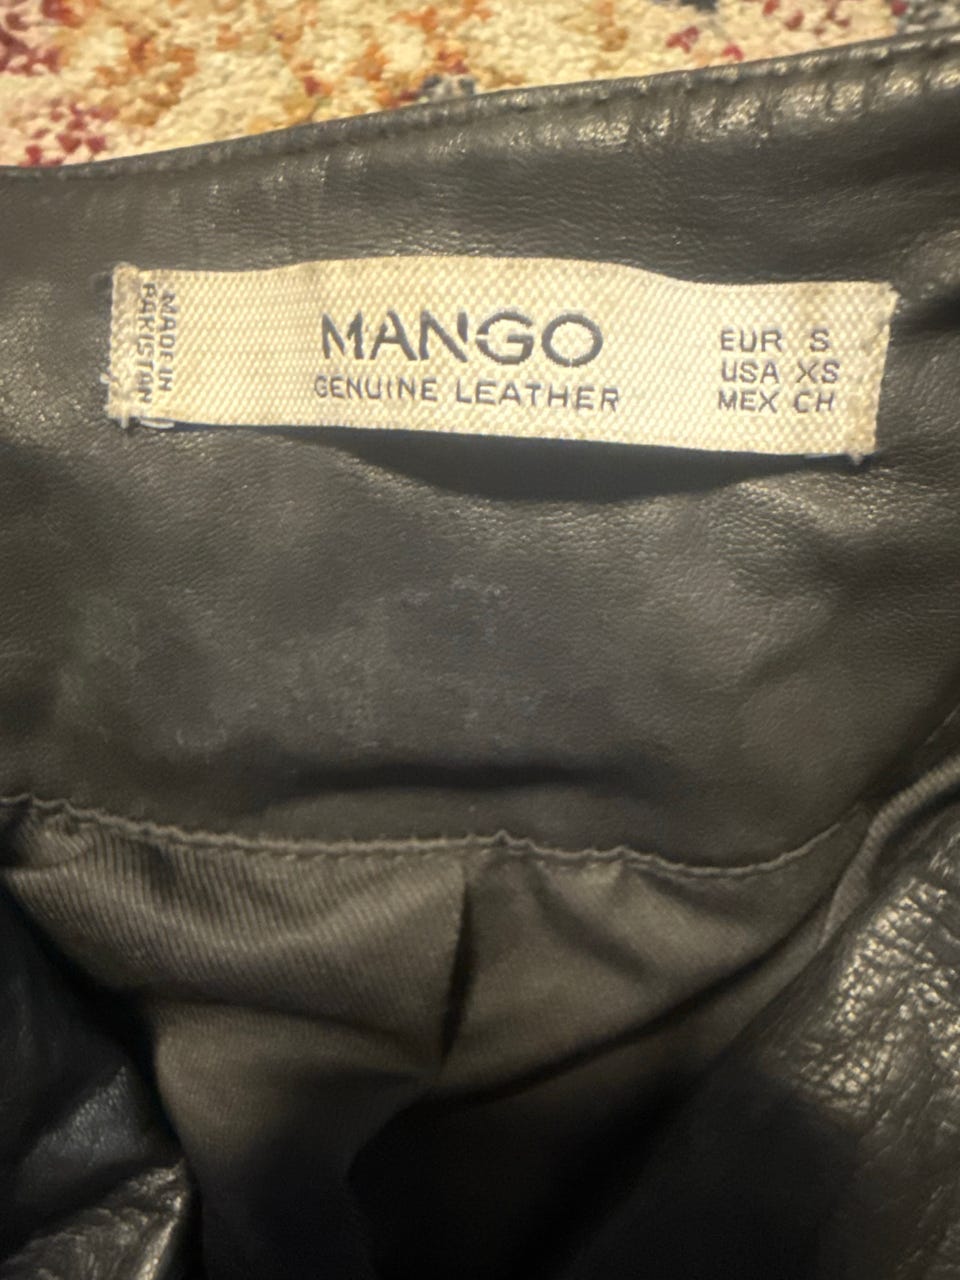 MADE IN
PAKISTAN
MANGO
GENUINE LEATHER
EUR S
USA XS
MEX CH